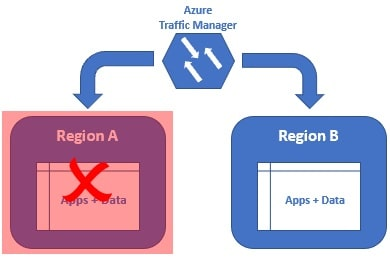 Azure
Traffic Manager
Region A
Apps + Data
Region B
Apps + Data